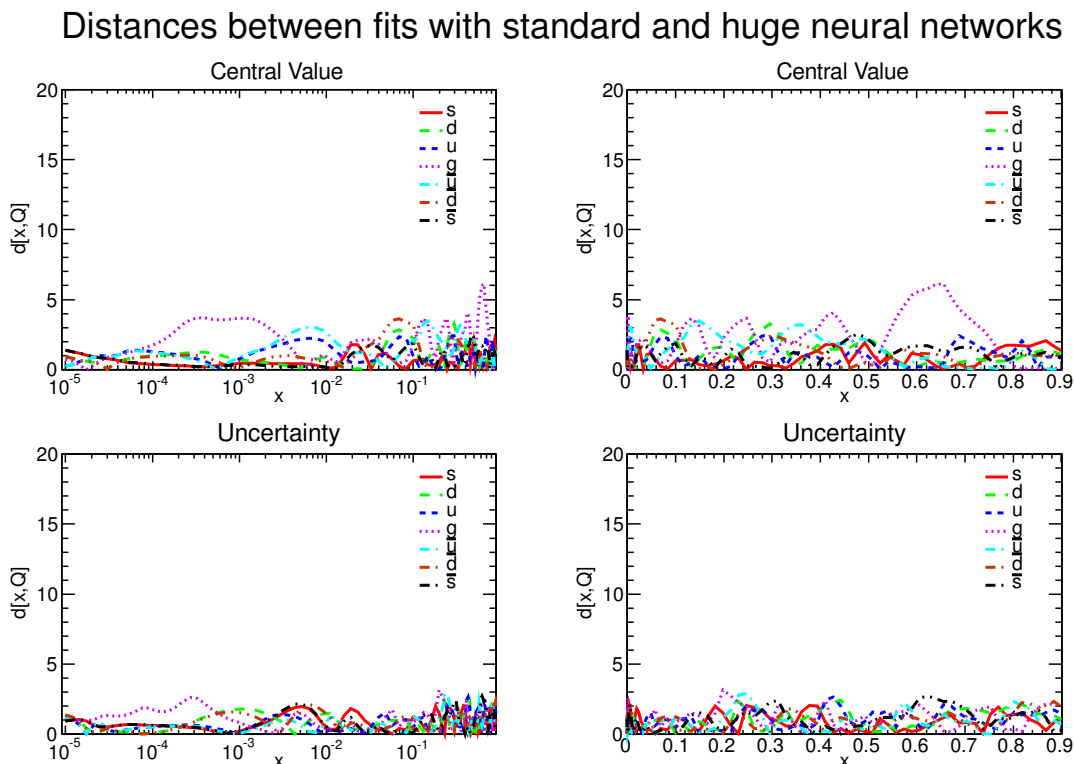 Distances between fits with standard and huge neural networks
Central Value
d[x,Q]
20
15
10
5
0
s
d
u
g
u̅
d̅
s̅
10⁻⁵ 10⁻⁴ 10⁻³ 10⁻² 10⁻¹
x
Central Value
d[x,Q]
20
15
10
5
0
s
d
u
g
u̅
d̅
s̅
0 0.1 0.2 0.3 0.4 0.5 0.6 0.7 0.8 0.9
x
Uncertainty
d[x,Q]
20
15
10
5
0
s
d
u
g
u̅
d̅
s̅
10⁻⁵ 10⁻⁴ 10⁻³ 10⁻² 10⁻¹
x
Uncertainty
d[x,Q]
20
15
10
5
0
s
d
u
g
u̅
d̅
s̅
0 0.1 0.2 0.3 0.4 0.5 0.6 0.7 0.8 0.9
x